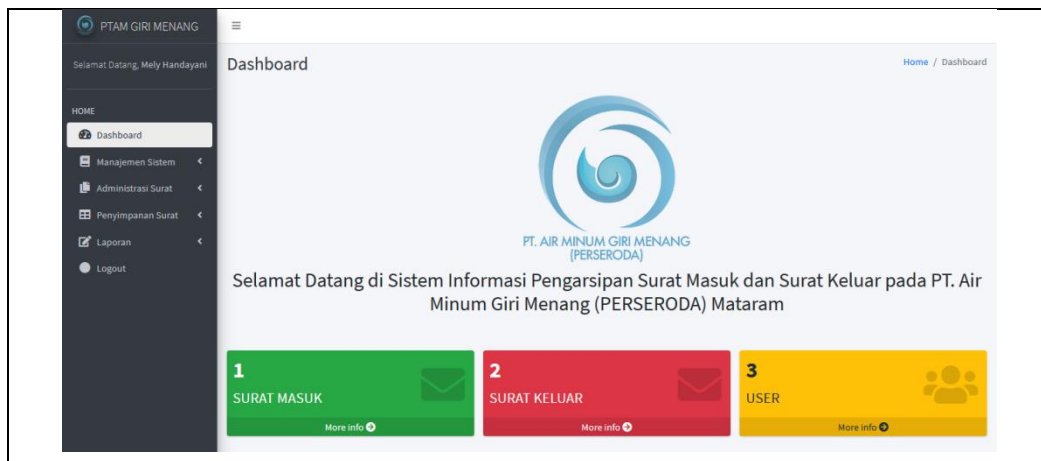 PTAM GIRI MENANG
Selamat Datang, Mely Handayani
HOME
Dashboard
Manajemen Sistem
Administrasi Surat
Penyimpanan Surat
Laporan
Logout
Dashboard
Home / Dashboard
PT. AIR MINUM GIRI MENANG
(PERSERODA)
Selamat Datang di Sistem Informasi Pengarsipan Surat Masuk dan Surat Keluar pada PT. Air
Minum Giri Menang (PERSERODA) Mataram
1
SURAT MASUK
More info
2
SURAT KELUAR
More info
3
USER
More info